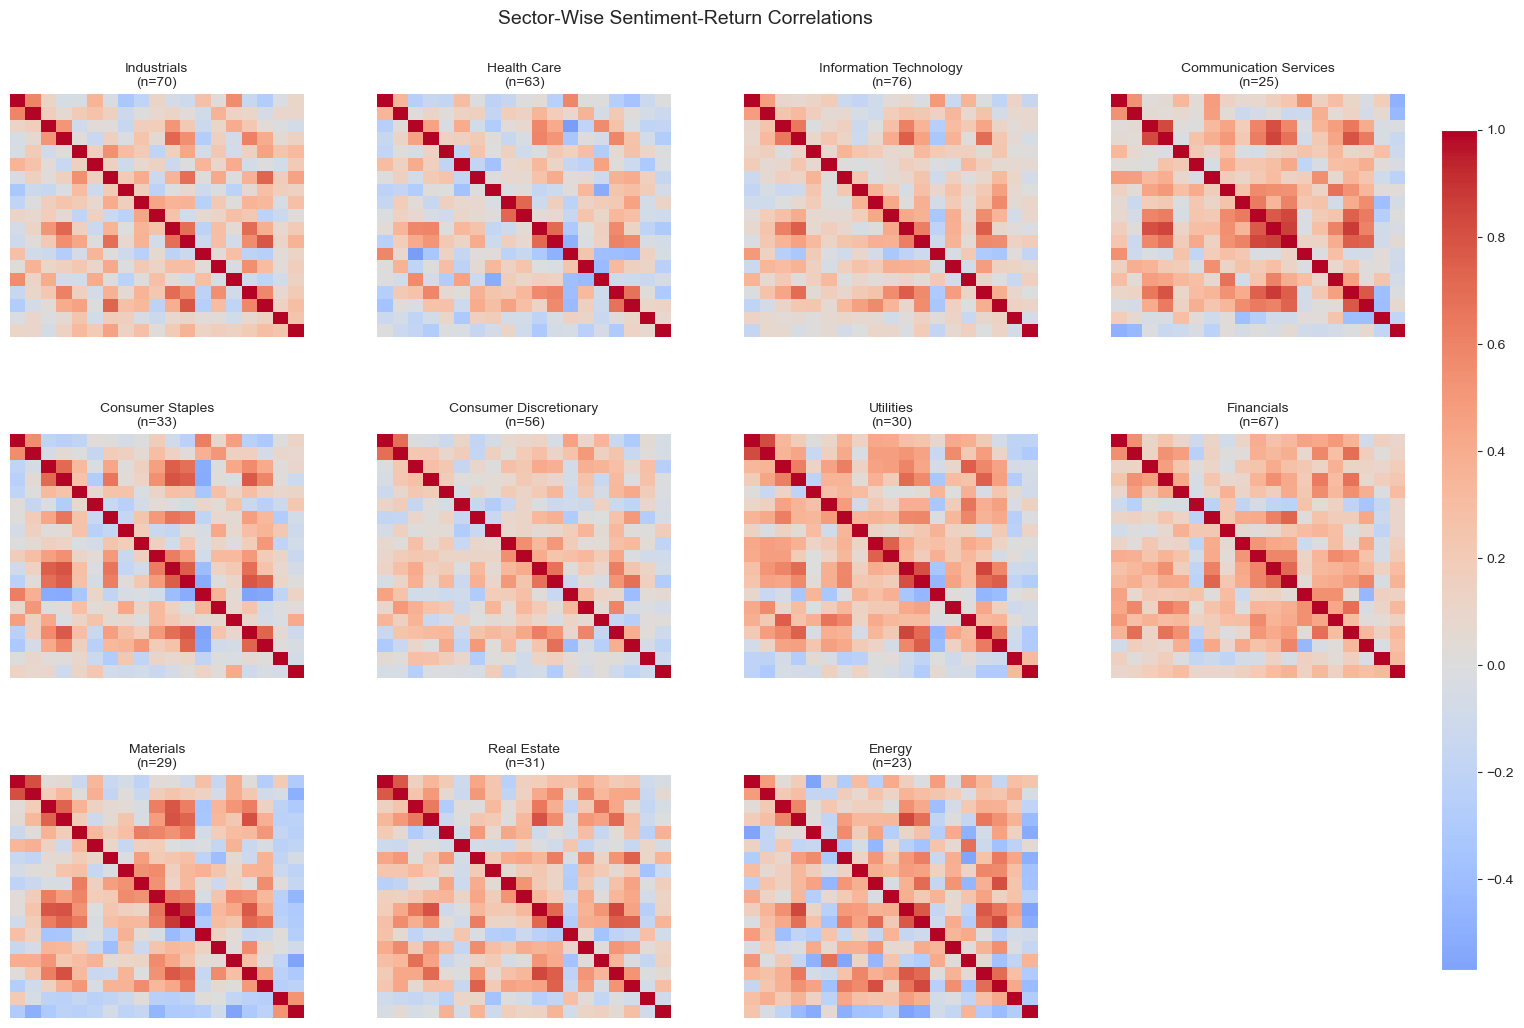 Sector-Wise Sentiment-Return Correlations
Industrials
(n=70)
Health Care
(n=63)
Information Technology
(n=76)
Communication Services
(n=25)
Consumer Staples
(n=33)
Consumer Discretionary
(n=56)
Utilities
(n=30)
Financials
(n=67)
Materials
(n=29)
Real Estate
(n=31)
Energy
(n=23)
1.0
0.8
0.6
0.4
0.2
0.0
−0.2
−0.4